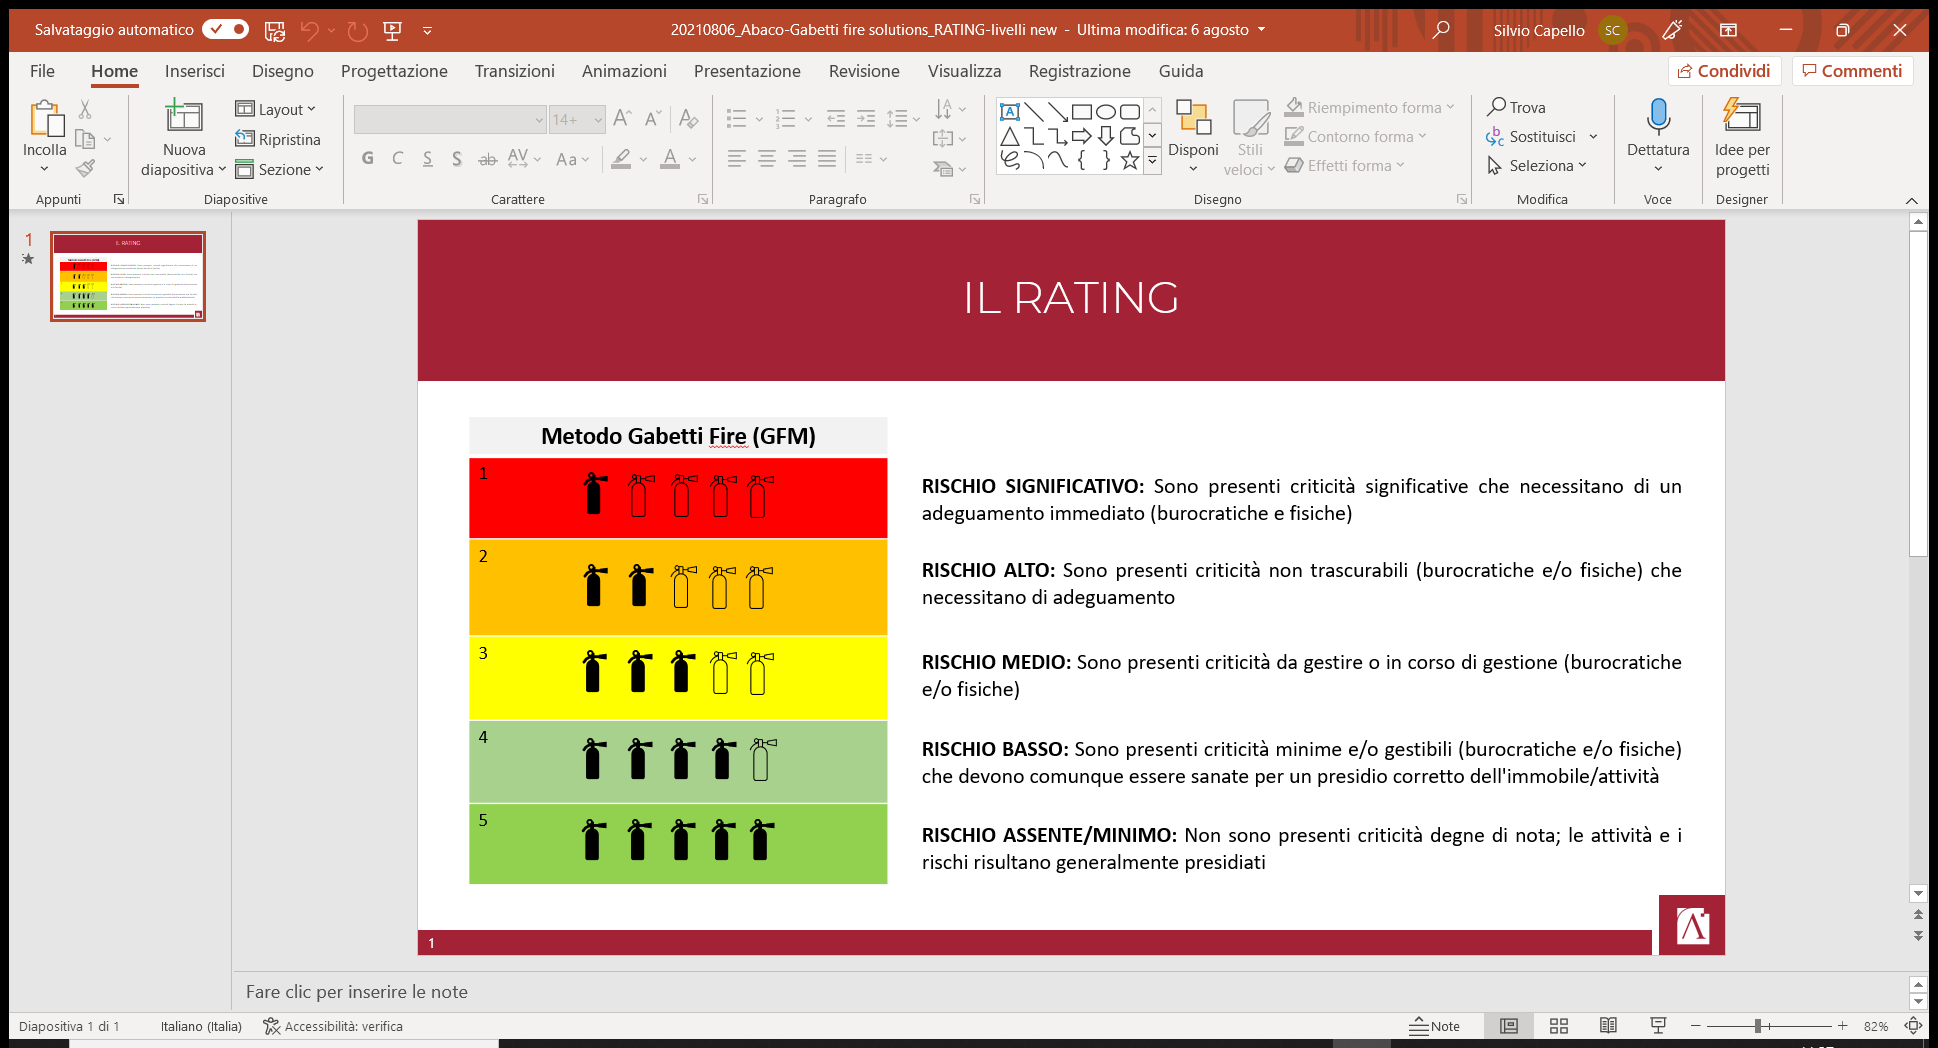 Salvataggio automatico
20210806_Abaco-Gabetti fire solutions_RATING-livelli new - Ultima modifica: 6 agosto
Silvio Capello SC
File Home Inserisci Disegno Progettazione Transizioni Animazioni Presentazione Revisione Visualizza Registrazione Guida
Condividi Commenti
Incolla
Appunti
Nuova diapositiva
Layout
Ripristina
Sezione
Diapositive
14+
G C S S ab AV Aa A
Carattere
Paragrafo
Disponi
Stili veloci
Riempimento forma
Contorno forma
Effetti forma
Disegno
Trova
Sostituisci
Seleziona
Modifica
Dettatura
Voce
Idee per progetti
Designer
1
IL RATING
Metodo Gabetti Fire (GFM)
1
RISCHIO SIGNIFICATIVO: Sono presenti criticità significative che necessitano di un
adeguamento immediato (burocratiche e fisiche)
2
RISCHIO ALTO: Sono presenti criticità non trascurabili (burocratiche e/o fisiche) che
necessitano di adeguamento
3
RISCHIO MEDIO: Sono presenti criticità da gestire o in corso di gestione (burocratiche
e/o fisiche)
4
RISCHIO BASSO: Sono presenti criticità minime e/o gestibili (burocratiche e/o fisiche)
che devono comunque essere sanate per un presidio corretto dell'immobile/attività
5
RISCHIO ASSENTE/MINIMO: Non sono presenti criticità degne di nota; le attività e i
rischi risultano generalmente presidiati
1
Fare clic per inserire le note
Diapositiva 1 di 1 Italiano (Italia) Accessibilità: verifica
Note 82%